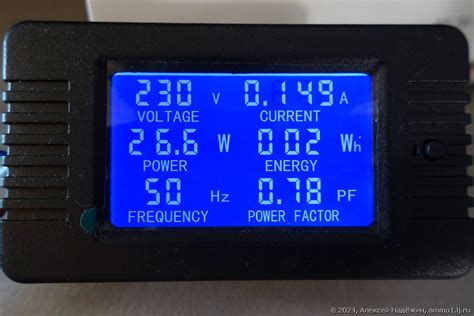 230 V 0.149 A
VOLTAGE CURRENT
26.6 W 002 Wh
POWER ENERGY
50 Hz 0.78 PF
FREQUENCY POWER FACTOR
© 2024, Алексей Надёжин, ammo1.lj.ru